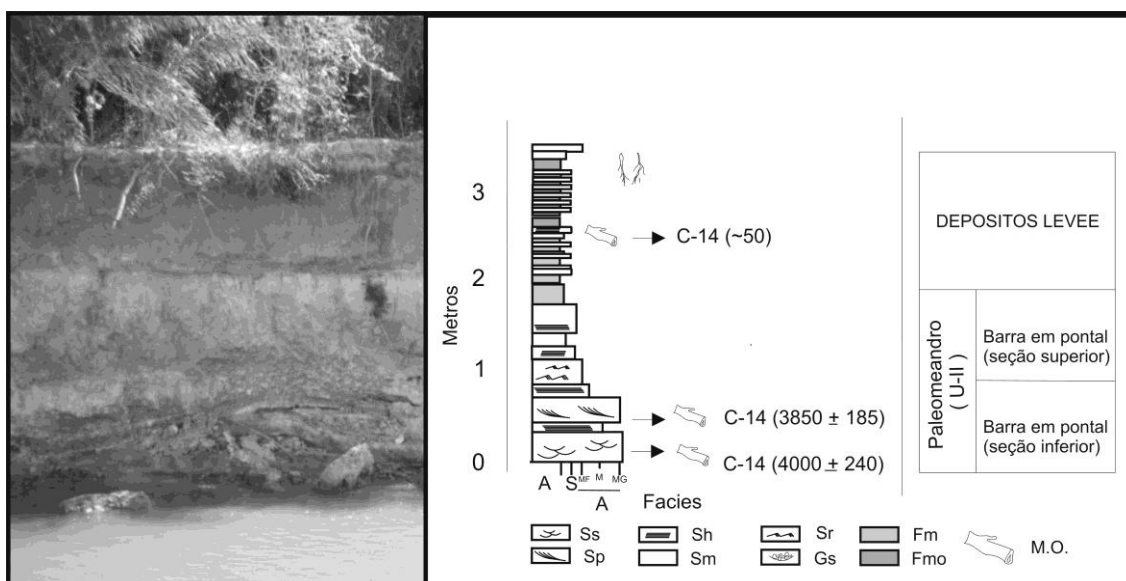 3
2
1
0
Metros
C-14 (~50)
C-14 (3850 ± 185)
C-14 (4000 ± 240)
A S MF M MG
A
Facies
Ss Sh Sr Fm
Sp Sm Gs Fmo
M.O.
DEPOSITOS LEVEE
Paleomeandro
( U-II )
Barra em pontal
(seção superior)
Barra em pontal
(seção inferior)